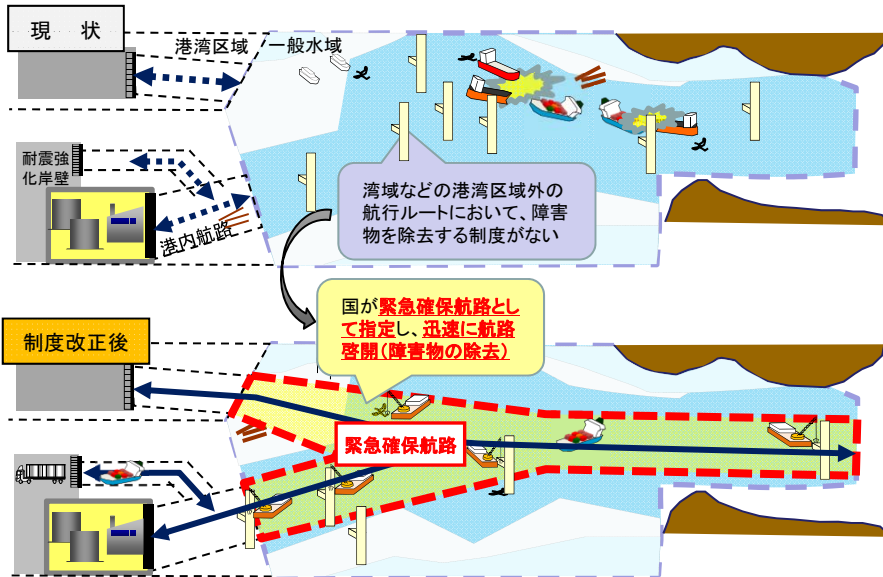 現 状
港湾区域
一般水域
耐震強
化岸壁
港内航路
湾域などの港湾区域外の
航行ルートにおいて、障害
物を除去する制度がない
国が緊急確保航路とし
て指定し、迅速に航路
啓開(障害物の除去)
制度改正後
緊急確保航路